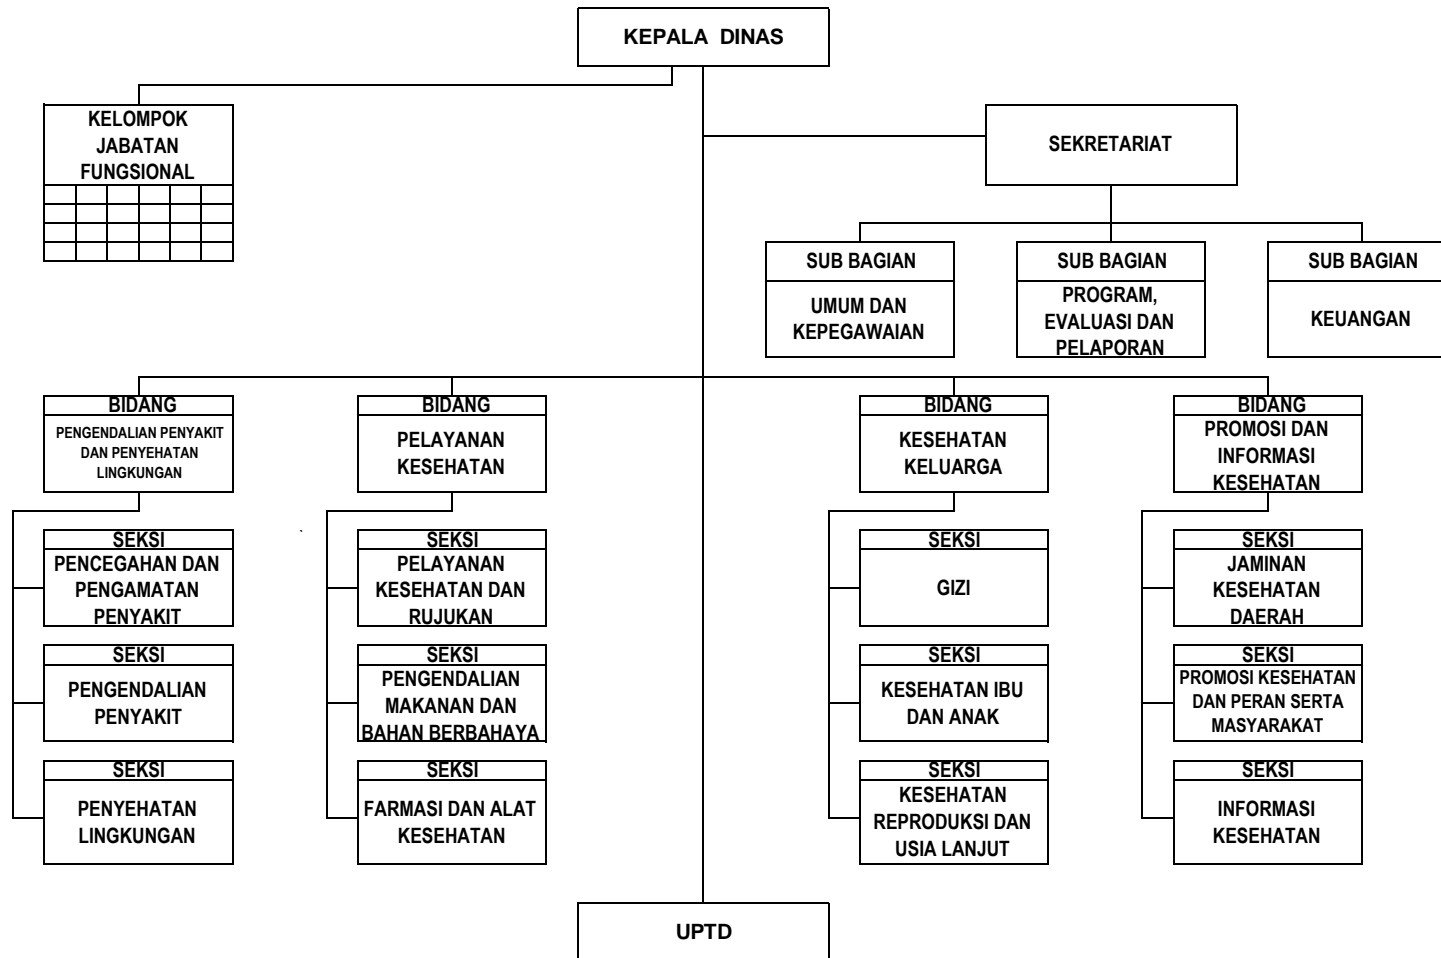 KEPALA DINAS
KELOMPOK
JABATAN
FUNGSIONAL
SEKRETARIAT
SUB BAGIAN
UMUM DAN
KEPEGAWAIAN
SUB BAGIAN
PROGRAM,
EVALUASI DAN
PELAPORAN
SUB BAGIAN
KEUANGAN
BIDANG
PENGENDALIAN PENYAKIT
DAN PENYEHATAN
LINGKUNGAN
BIDANG
PELAYANAN
KESEHATAN
BIDANG
KESEHATAN
KELUARGA
BIDANG
PROMOSI DAN
INFORMASI
KESEHATAN
SEKSI
PENCEGAHAN DAN
PENGAMATAN
PENYAKIT
SEKSI
PELAYANAN
KESEHATAN DAN
RUJUKAN
SEKSI
GIZI
SEKSI
JAMINAN
KESEHATAN
DAERAH
SEKSI
PENGENDALIAN
PENYAKIT
SEKSI
PENGENDALIAN
MAKANAN DAN
BAHAN BERBAHAYA
SEKSI
KESEHATAN IBU
DAN ANAK
SEKSI
PROMOSI KESEHATAN
DAN PERAN SERTA
MASYARAKAT
SEKSI
PENYEHATAN
LINGKUNGAN
SEKSI
FARMASI DAN ALAT
KESEHATAN
SEKSI
KESEHATAN
REPRODUKSI DAN
USIA LANJUT
SEKSI
INFORMASI
KESEHATAN
UPTD